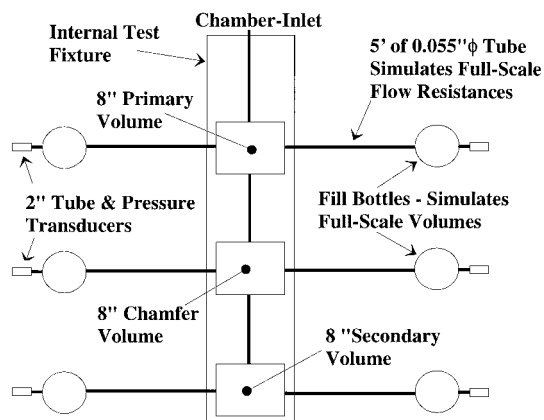 Chamber-Inlet
Internal Test
Fixture
5' of 0.055"ϕ Tube
Simulates Full-Scale
Flow Resistances
8" Primary
Volume
2" Tube & Pressure
Transducers
Fill Bottles - Simulates
Full-Scale Volumes
8" Chamfer
Volume
8 "Secondary
Volume